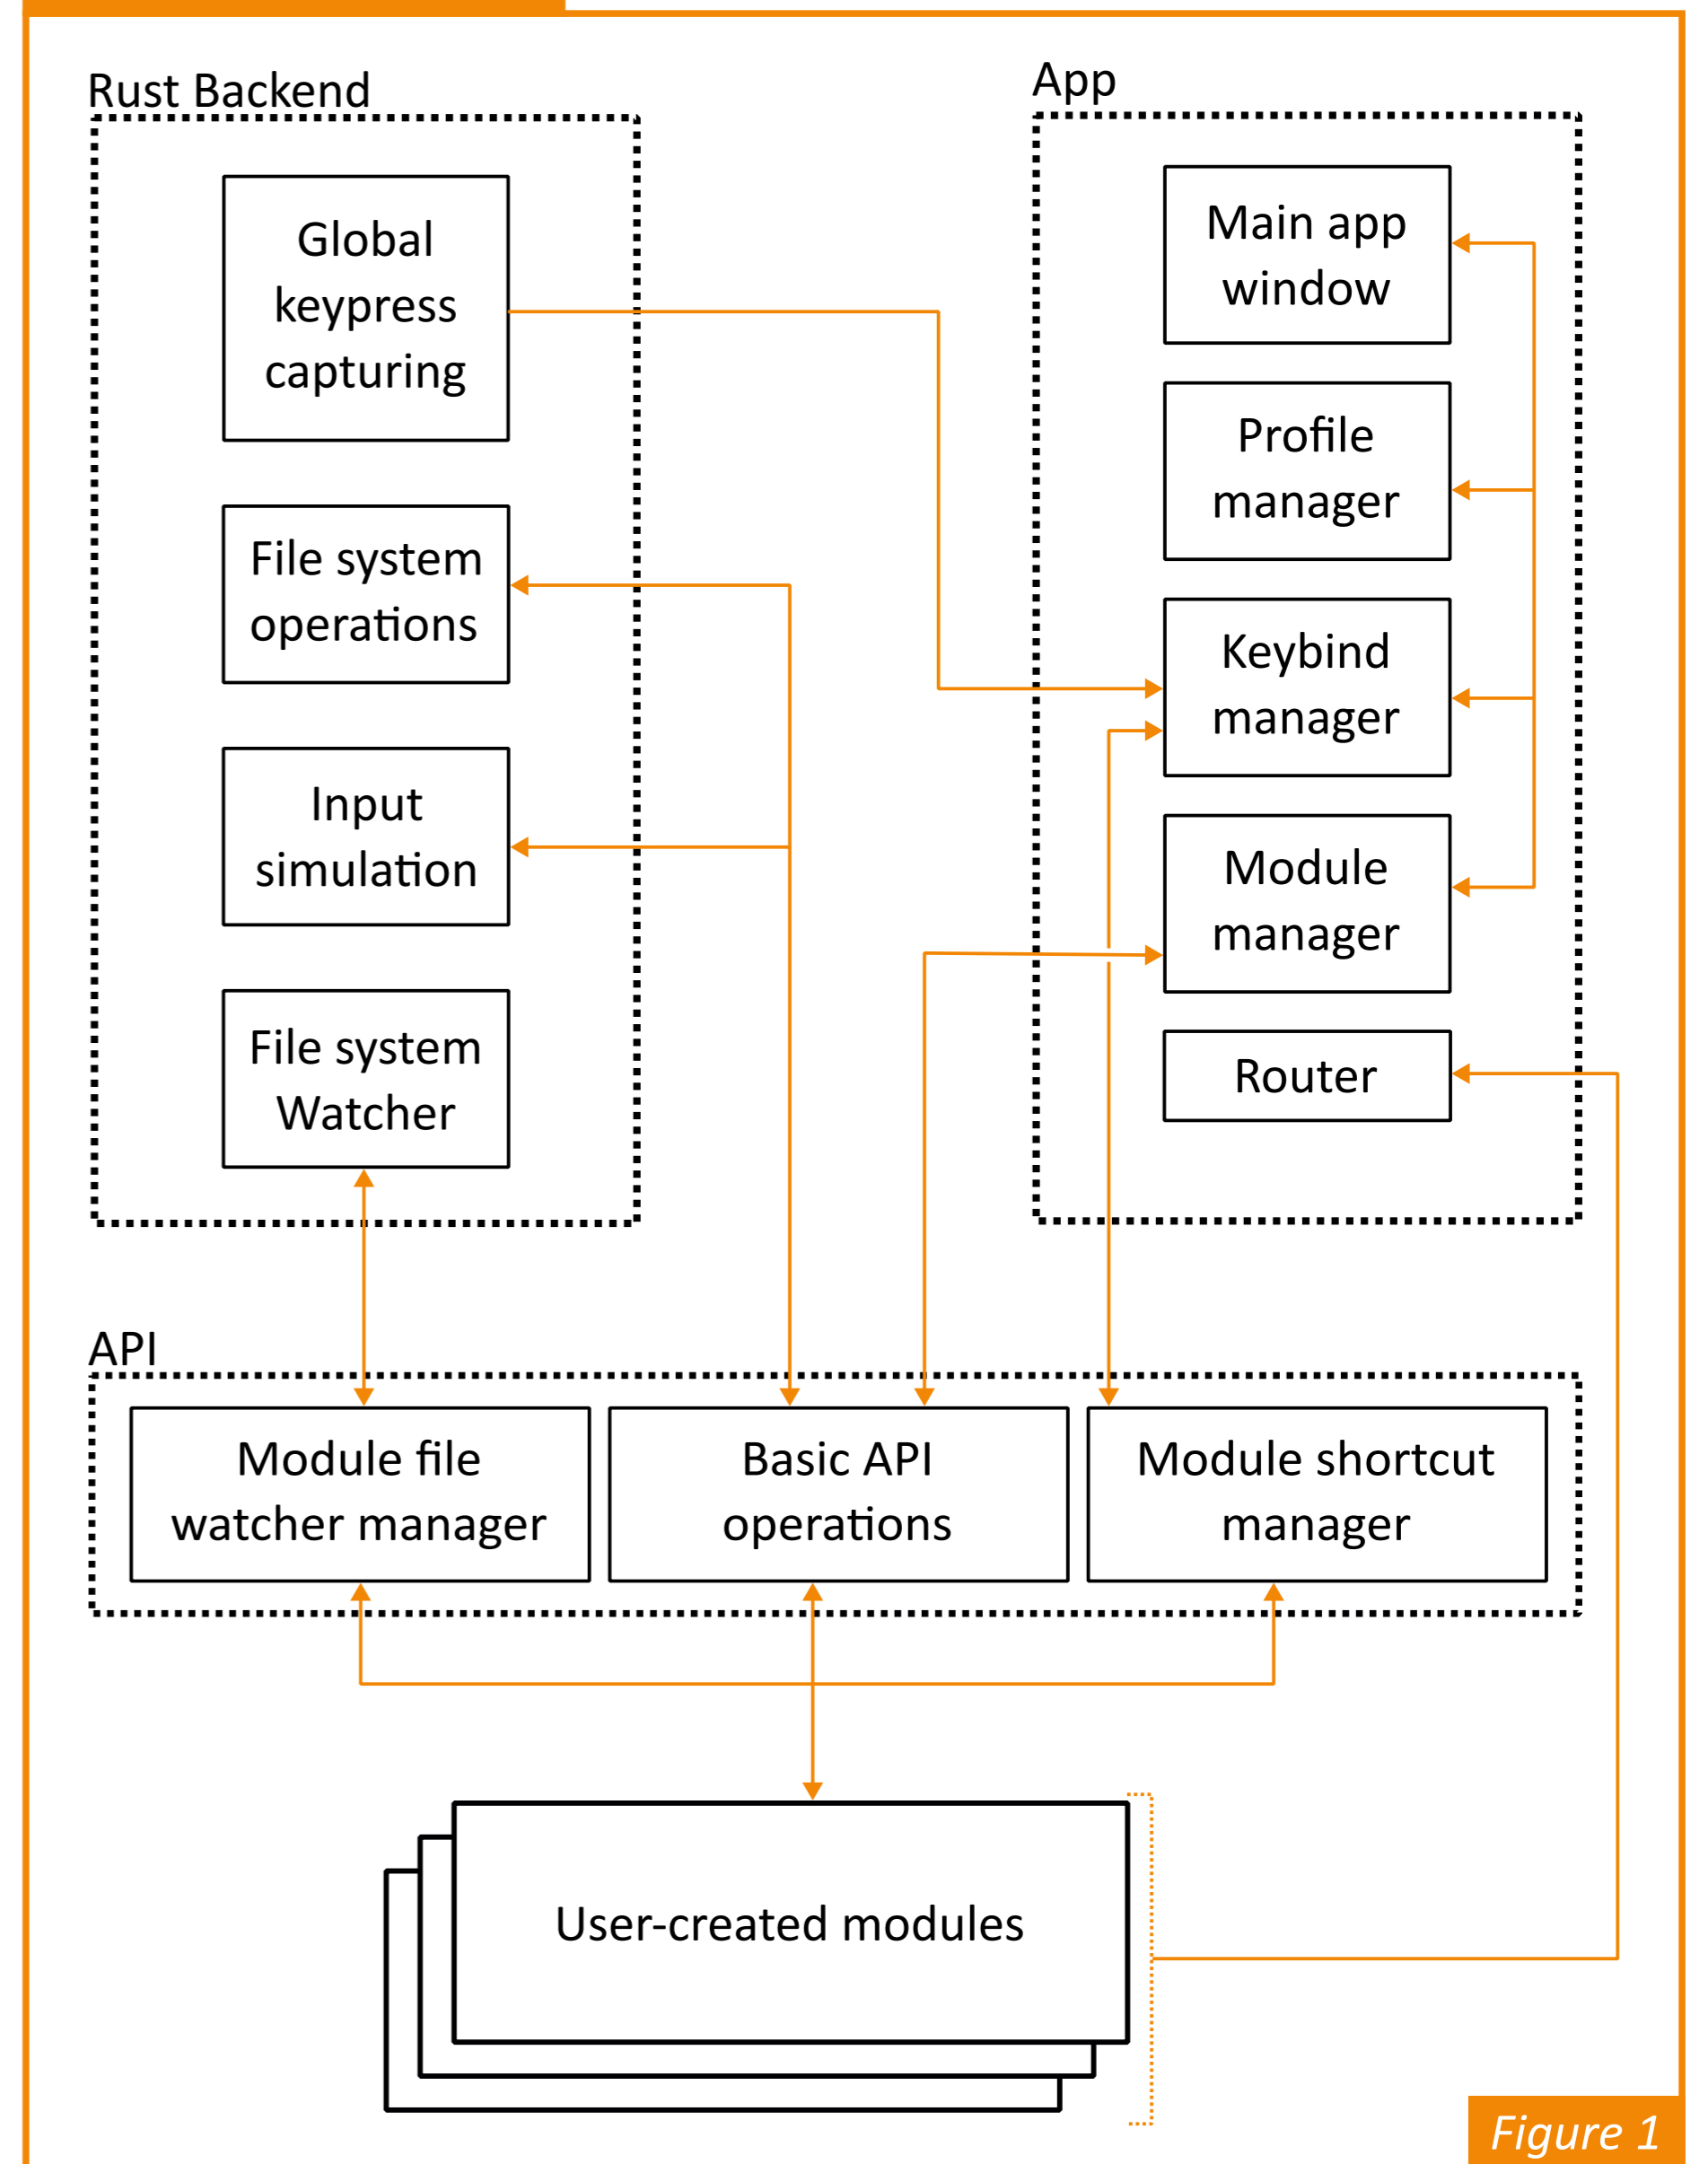 Rust Backend
Global
keypress
capturing
File system
operations
Input
simulation
File system
Watcher
App
Main app
window
Profile
manager
Keybind
manager
Module
manager
Router
API
Module file
watcher manager
Basic API
operations
Module shortcut
manager
User-created modules
Figure 1